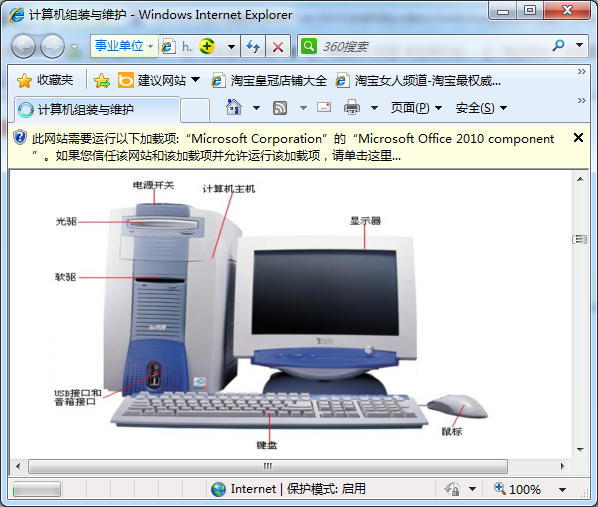 计算机组装与维护 - Windows Internet Explorer
事业单位 h. 360搜索
收藏夹 建议网站 淘宝皇冠店铺大全 淘宝女人频道-淘宝最权威...
计算机组装与维护 页面(P) 安全(S)
此网站需要运行以下加载项:“Microsoft Corporation”的“Microsoft Office 2010 component
”。如果您信任该网站和该加载项并允许运行该加载项，请单击这里...
电源开关
计算机主机
光驱
显示器
软驱
USB接口和
音箱接口
键盘
鼠标
Internet | 保护模式: 启用 100%